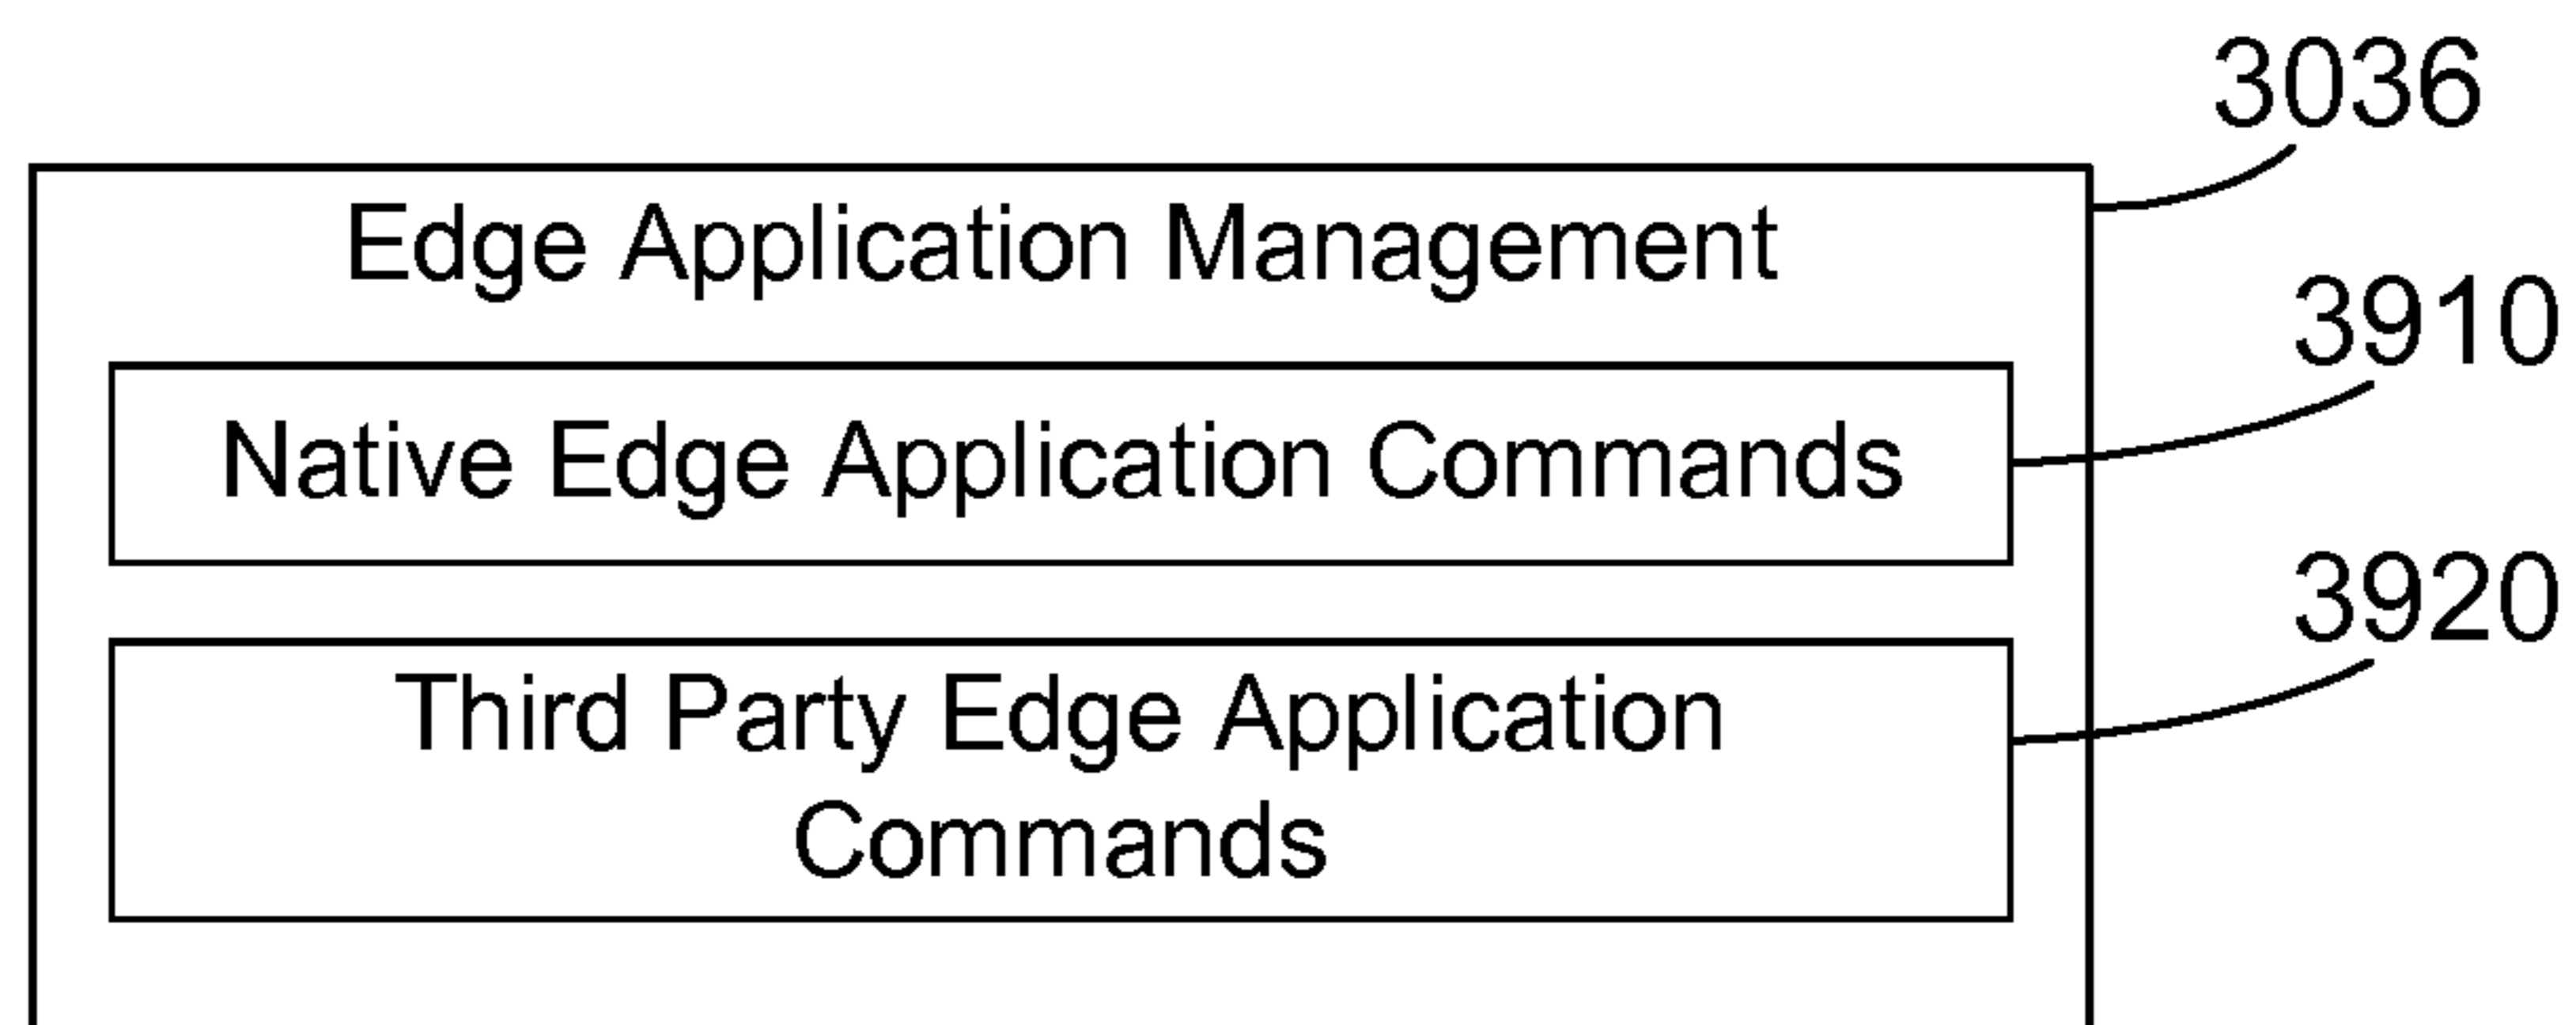 3036
Edge Application Management
3910
Native Edge Application Commands
3920
Third Party Edge Application
Commands